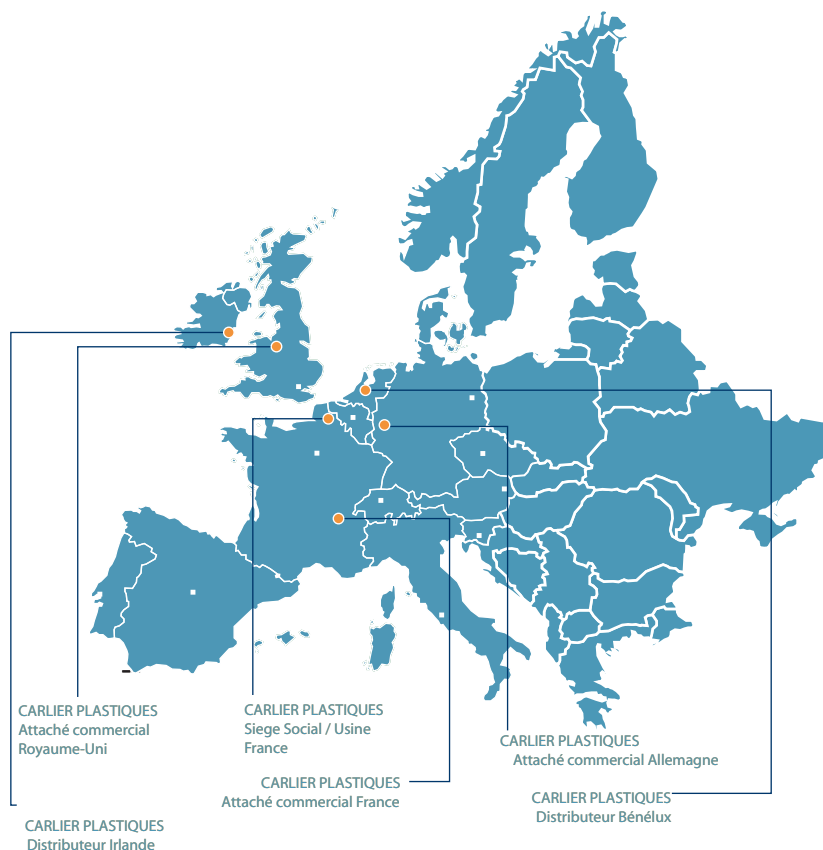 CARLIER PLASTIQUES
Attaché commercial
Royaume-Uni
CARLIER PLASTIQUES
Siege Social / Usine
France
CARLIER PLASTIQUES
Attaché commercial Allemagne
CARLIER PLASTIQUES
Attaché commercial France
CARLIER PLASTIQUES
Distributeur Bénélux
CARLIER PLASTIQUES
Distributeur Irlande